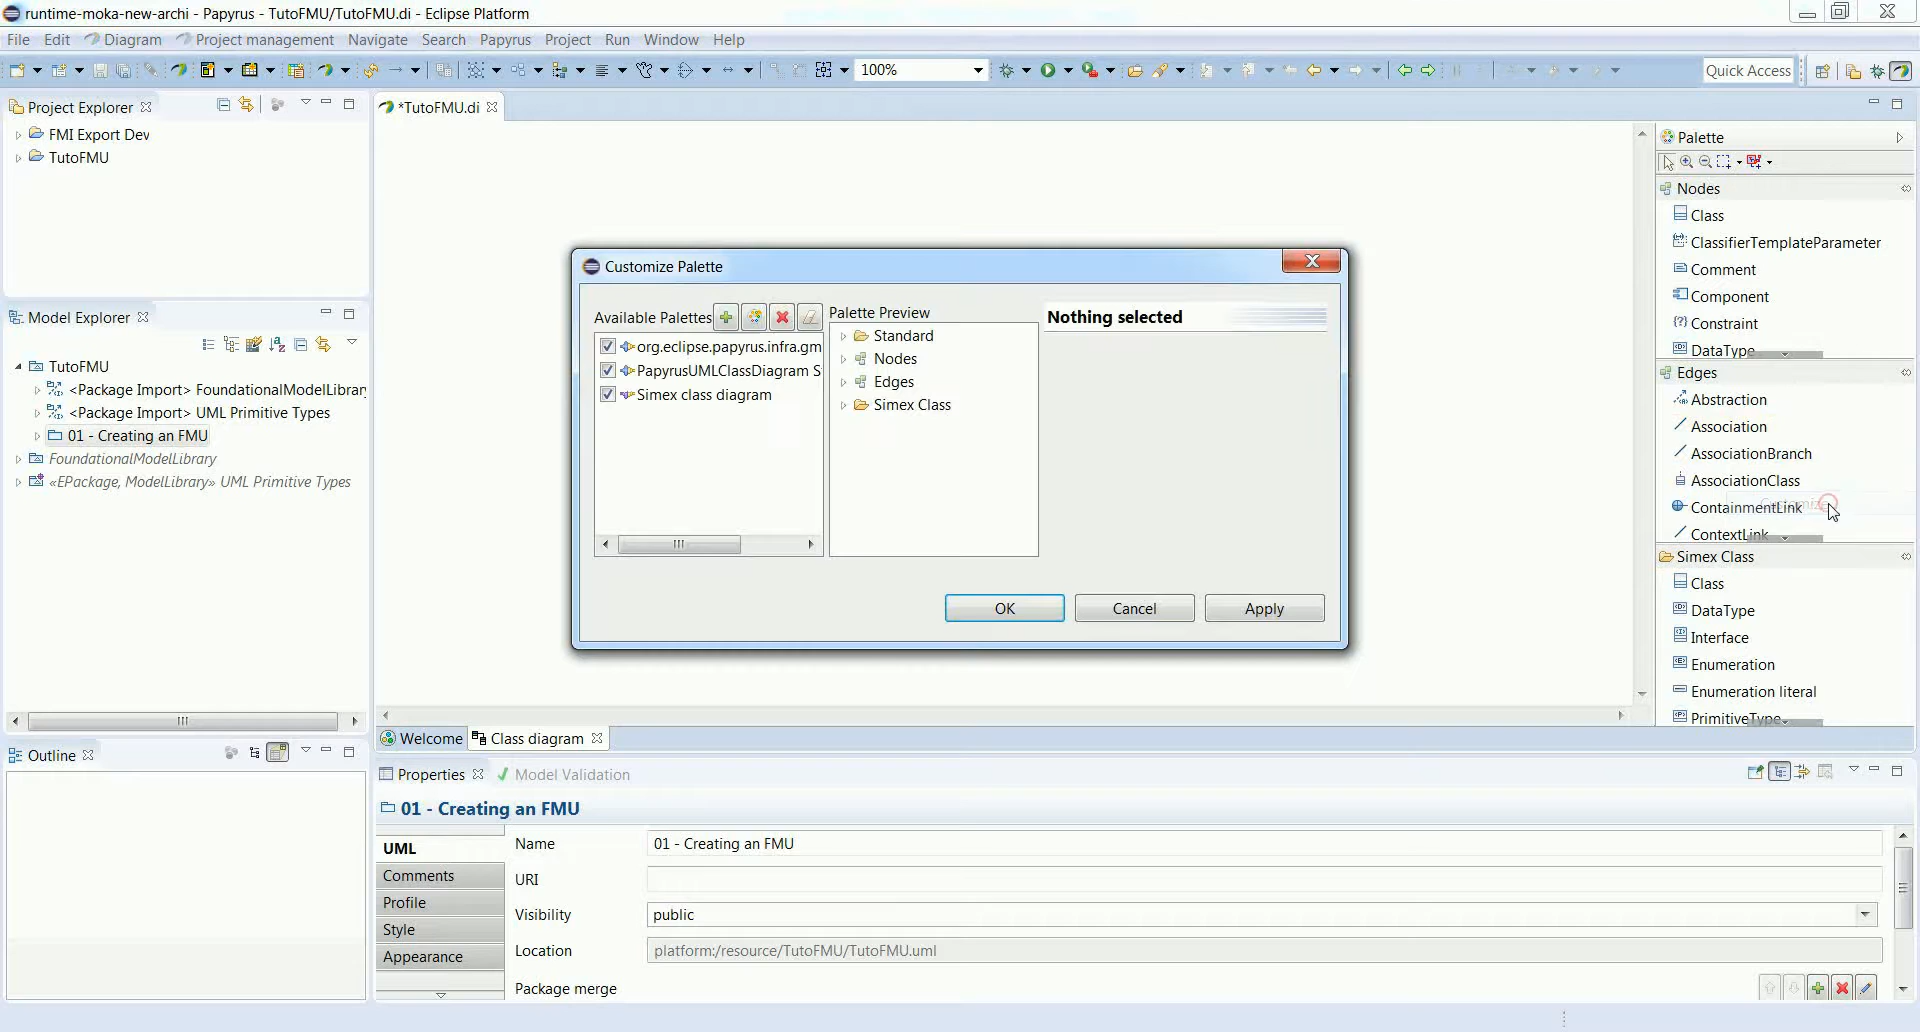 runtime-moka-new-archi - Papyrus - TutoFMU/TutoFMU.di - Eclipse Platform
File Edit Diagram Project management Navigate Search Papyrus Project Run Window Help
100%
Quick Access
Project Explorer
FMI Export Dev
TutoFMU
*TutoFMU.di
Palette
Nodes
Class
ClassifierTemplateParameter
Comment
Component
Constraint
DataType
Edges
Abstraction
Association
AssociationBranch
AssociationClass
ContainmentLink
ContextLink
Simex Class
Class
DataType
Interface
Enumeration
Enumeration literal
PrimitiveType
Customize Palette
Available Palettes
org.eclipse.papyrus.infra.gm
PapyrusUMLClassDiagram S
Simex class diagram
Palette Preview
Standard
Nodes
Edges
Simex Class
Nothing selected
OK Cancel Apply
Model Explorer
TutoFMU
<Package Import> FoundationalModelLibrar
<Package Import> UML Primitive Types
01 - Creating an FMU
FoundationalModelLibrary
«EPackage, ModelLibrary» UML Primitive Types
Outline
Welcome Class diagram
Properties Model Validation
01 - Creating an FMU
UML
Comments
Profile
Style
Appearance
Name 01 - Creating an FMU
URI
Visibility public
Location platform:/resource/TutoFMU/TutoFMU.uml
Package merge